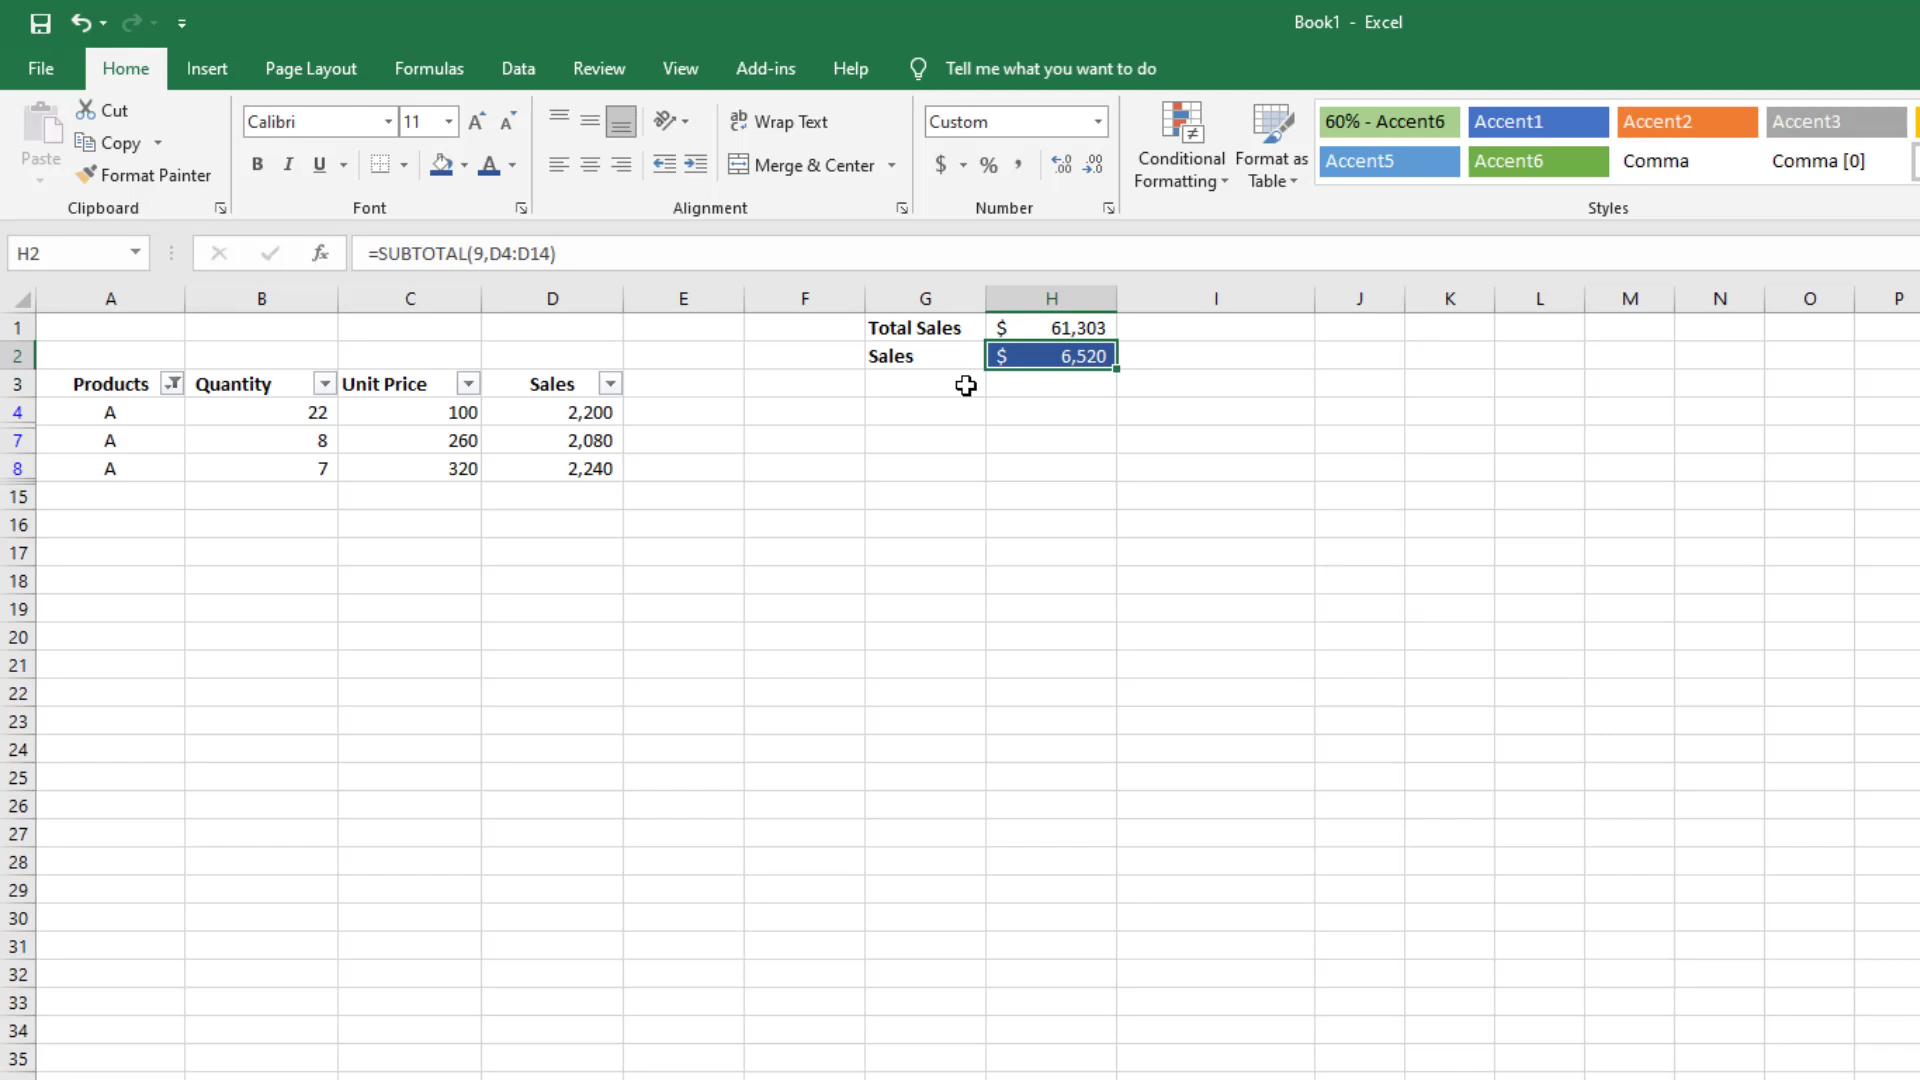 Book1 - Excel
File Home Insert Page Layout Formulas Data Review View Add-ins Help Tell me what you want to do
Paste
Cut
Copy
Format Painter
Clipboard
Calibri 11
B I U
Font
Wrap Text
Merge & Center
Alignment
Custom
$ % ,
Number
Conditional Formatting
Format as Table
60% - Accent6 Accent1 Accent2 Accent3
Accent5 Accent6 Comma Comma [0]
Styles
H2 fx =SUBTOTAL(9,D4:D14)
A B C D E F G H I J K L M N O P
1 Total Sales $ 61,303
2 Sales $ 6,520
3 Products Quantity Unit Price Sales
4 A 22 100 2,200
7 A 8 260 2,080
8 A 7 320 2,240
15
16
17
18
19
20
21
22
23
24
25
26
27
28
29
30
31
32
33
34
35